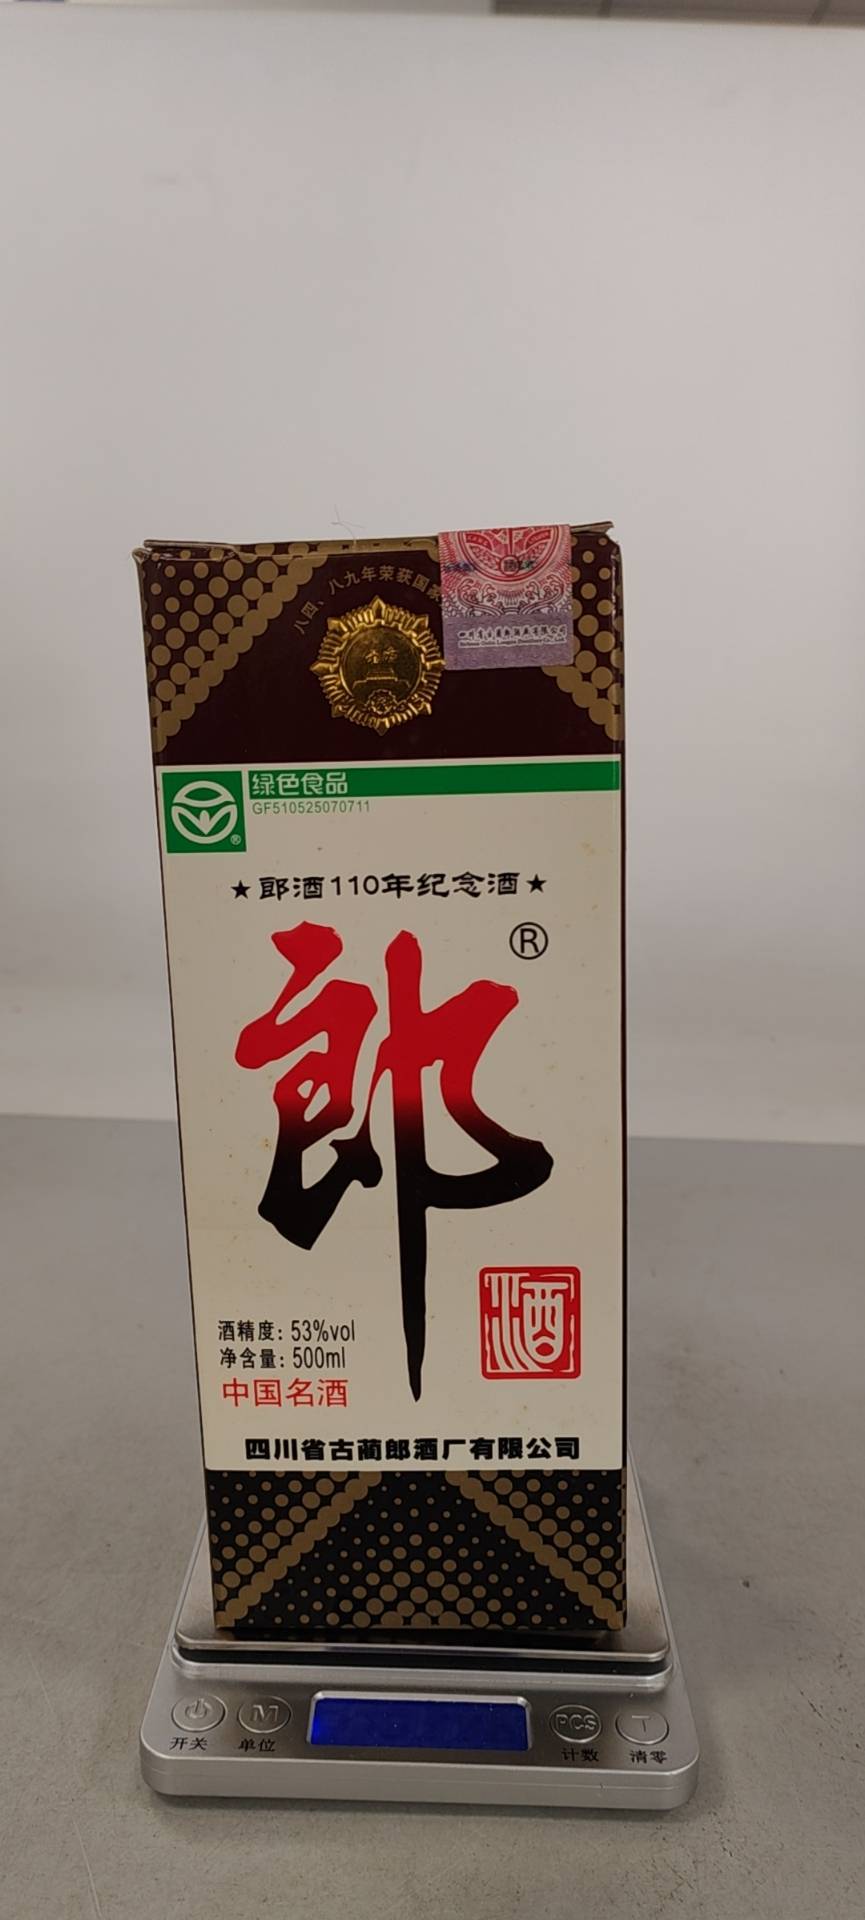 八四、八九年荣获国家
绿色食品
GF510525070711
®
★郎酒110年纪念酒★
郎®
酒
酒精度：53%vol
净含量：500ml
中国名酒
四川省古蔺郎酒厂有限公司
M
PCS
T
开关
单位
计数
清零